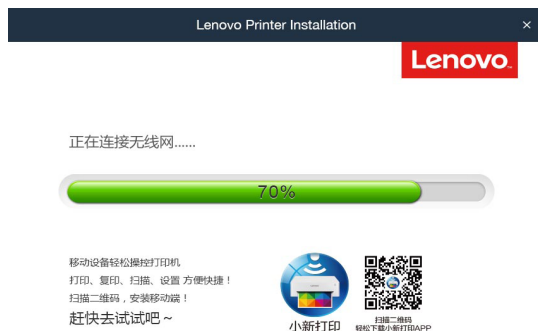 Lenovo Printer Installation
×
Lenovo.
正在连接无线网......
70%
移动设备轻松操控打印机
打印、复印、扫描、设置 方便快捷！
扫描二维码，安装移动端！
赶快去试试吧～
小新打印
扫描二维码
轻松下载小新打印APP